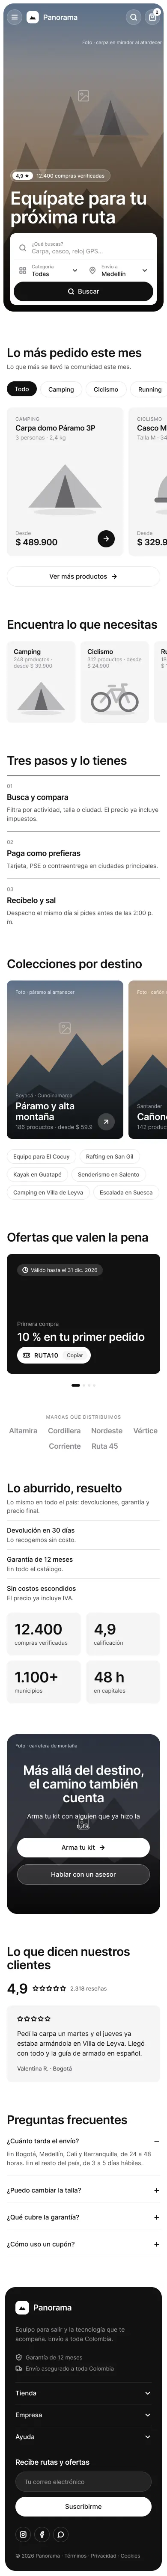 Panorama
3
Foto · carpa en mirador al atardecer
4,9 ★ 12.400 compras verificadas
Equípate para tu
próxima ruta
¿Qué buscas?
Carpa, casco, reloj GPS...
Categoría
Todas
Envío a
Medellín
Buscar
Lo más pedido este mes
Lo que más se llevó la comunidad este mes.
Todo Camping Ciclismo Running
CAMPING
Carpa domo Páramo 3P
3 personas · 2,4 kg
Desde
$ 489.900
CICLISMO
Casco M
Talla M · 34
Desde
$ 329.9
Ver más productos →
Encuentra lo que necesitas
Camping
248 productos ·
desde $ 39.900
Ciclismo
312 productos · desde
$ 24.900
Tres pasos y lo tienes
01
Busca y compara
Filtra por actividad, talla o ciudad. El precio ya incluye
impuestos.
02
Paga como prefieras
Tarjeta, PSE o contraentrega en ciudades principales.
03
Recíbelo y sal
Despacho el mismo día si pides antes de las 2:00 p.
m.
Colecciones por destino
Foto · páramo al amanecer
Boyacá · Cundinamarca
Páramo y alta
montaña
186 productos · desde $ 59.9
Santander
Cañon
142 produc
Equipo para El Cocuy Rafting en San Gil
Kayak en Guatapé Senderismo en Salento
Camping en Villa de Leyva Escalada en Suesca
Ofertas que valen la pena
Válido hasta el 31 dic. 2026
Primera compra
10 % en tu primer pedido
RUTA10 Copiar
MARCAS QUE DISTRIBUIMOS
Altamira Cordillera Nordeste Vértice
Corriente Ruta 45
Lo aburrido, resuelto
Lo mismo en todo el país: devoluciones, garantía y
precio final.
Devolución en 30 días
Lo recogemos sin costo.
Garantía de 12 meses
En todo el catálogo.
Sin costos escondidos
El precio ya incluye IVA.
12.400
compras verificadas
4,9
calificación
1.100+
municipios
48 h
en capitales
Foto · carretera de montaña
Más allá del destino,
el camino también
cuenta
Arma tu kit con alguien que ya hizo la
ruta.
Arma tu kit →
Hablar con un asesor
Lo que dicen nuestros
clientes
4,9 ☆☆☆☆☆ 2.318 reseñas
☆☆☆☆☆
Pedí la carpa un martes y el jueves ya
estaba armándola en Villa de Leyva. Llegó
con todo y la guía de armado en español.
Valentina R. · Bogotá
Preguntas frecuentes
¿Cuánto tarda el envío? −
En Bogotá, Medellín, Cali y Barranquilla, de 24 a 48
horas. En el resto del país, de 3 a 5 días hábiles.
¿Puedo cambiar la talla? +
¿Qué cubre la garantía? +
¿Cómo uso un cupón? +
Panorama
Equipo para salir y la tecnología que te
acompaña. Envío a toda Colombia.
Garantía de 12 meses
Envío asegurado a toda Colombia
Tienda
Empresa
Ayuda
Recibe rutas y ofertas
Tu correo electrónico
Suscribirme
© 2026 Panorama · Términos · Privacidad · Cookies